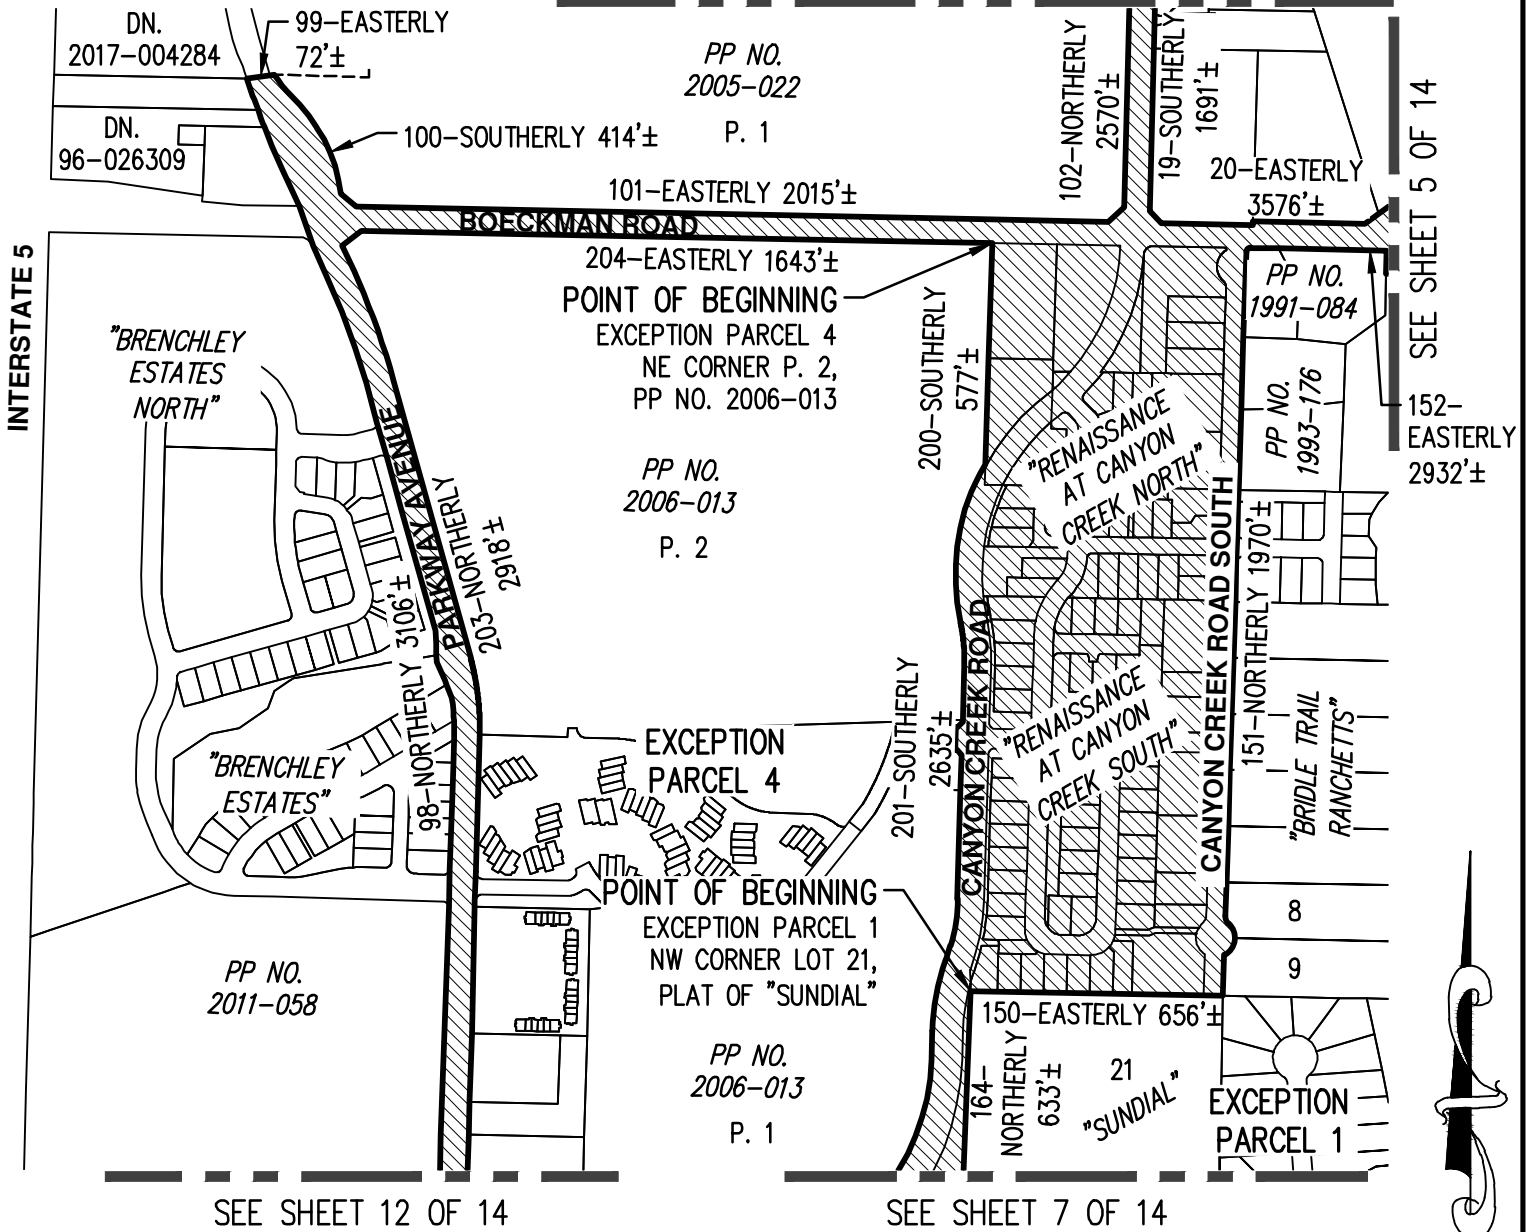 DN.
2017-004284
99-EASTERLY
72'±
PP NO.
2005-022
P. 1
102-NORTHERLY
2570'±
19-SOUTHERLY
1691'±
SEE SHEET 5 OF 14
DN.
96-026309
100-SOUTHERLY 414'±
101-EASTERLY 2015'±
20-EASTERLY
3576'±
BOECKMAN ROAD
INTERSTATE 5
204-EASTERLY 1643'±
POINT OF BEGINNING
EXCEPTION PARCEL 4
NE CORNER P. 2,
PP NO. 2006-013
200-SOUTHERLY
577'±
PP NO.
1991-084
"BRENCHLEY
ESTATES
NORTH"
PP NO.
1993-176
152-
EASTERLY
2932'±
"RENAISSANCE
AT CANYON
CREEK NORTH"
PARKWAY AVENUE
203-NORTHERLY
2918'±
PP NO.
2006-013
P. 2
CANYON CREEK ROAD SOUTH
151-NORTHERLY 1970'±
98-NORTHERLY 3106'±
CANYON CREEK ROAD
201-SOUTHERLY
2635'±
"RENAISSANCE
AT CANYON
CREEK SOUTH"
"BRIDLE TRAIL
RANCHETTS"
"BRENCHLEY
ESTATES"
EXCEPTION
PARCEL 4
POINT OF BEGINNING
EXCEPTION PARCEL 1
NW CORNER LOT 21,
PLAT OF "SUNDIAL"
8
9
PP NO.
2011-058
150-EASTERLY 656'±
164-
NORTHERLY
633'±
21
"SUNDIAL"
PP NO.
2006-013
P. 1
EXCEPTION
PARCEL 1
SEE SHEET 12 OF 14
SEE SHEET 7 OF 14